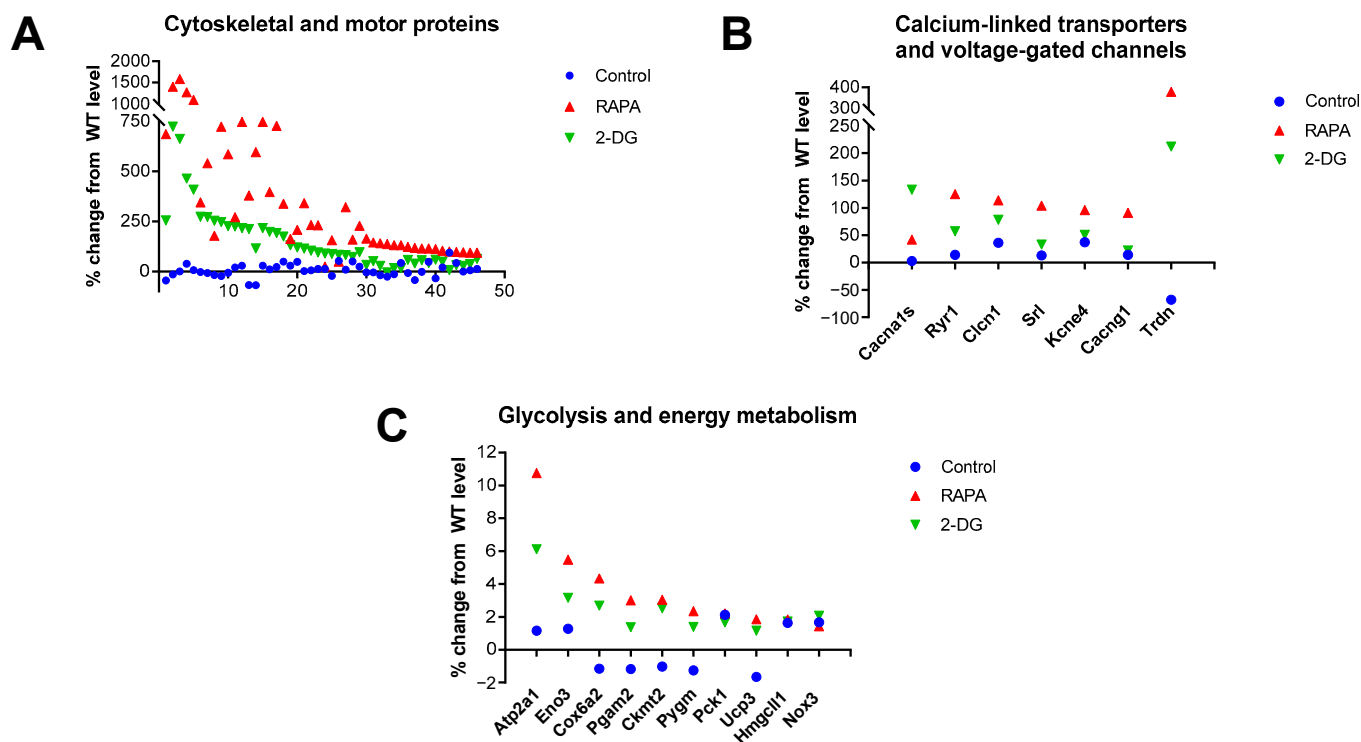 A
Cytoskeletal and motor proteins
% change from WT level
2000
1500
1000
750
500
250
0
10
20
30
40
50
Control
RAPA
2-DG
B
Calcium-linked transporters
and voltage-gated channels
% change from WT level
400
300
250
200
150
100
50
0
−50
−100
Cacna1s
Ryr1
Clcn1
Srl
Kcne4
Cacng1
Trdn
Control
RAPA
2-DG
C
Glycolysis and energy metabolism
% change from WT level
12
10
8
6
4
2
0
−2
Atp2a1
Eno3
Cox6a2
Pgam2
Ckmt2
Pygm
Pck1
Ucp3
Hmgcll1
Nox3
Control
RAPA
2-DG